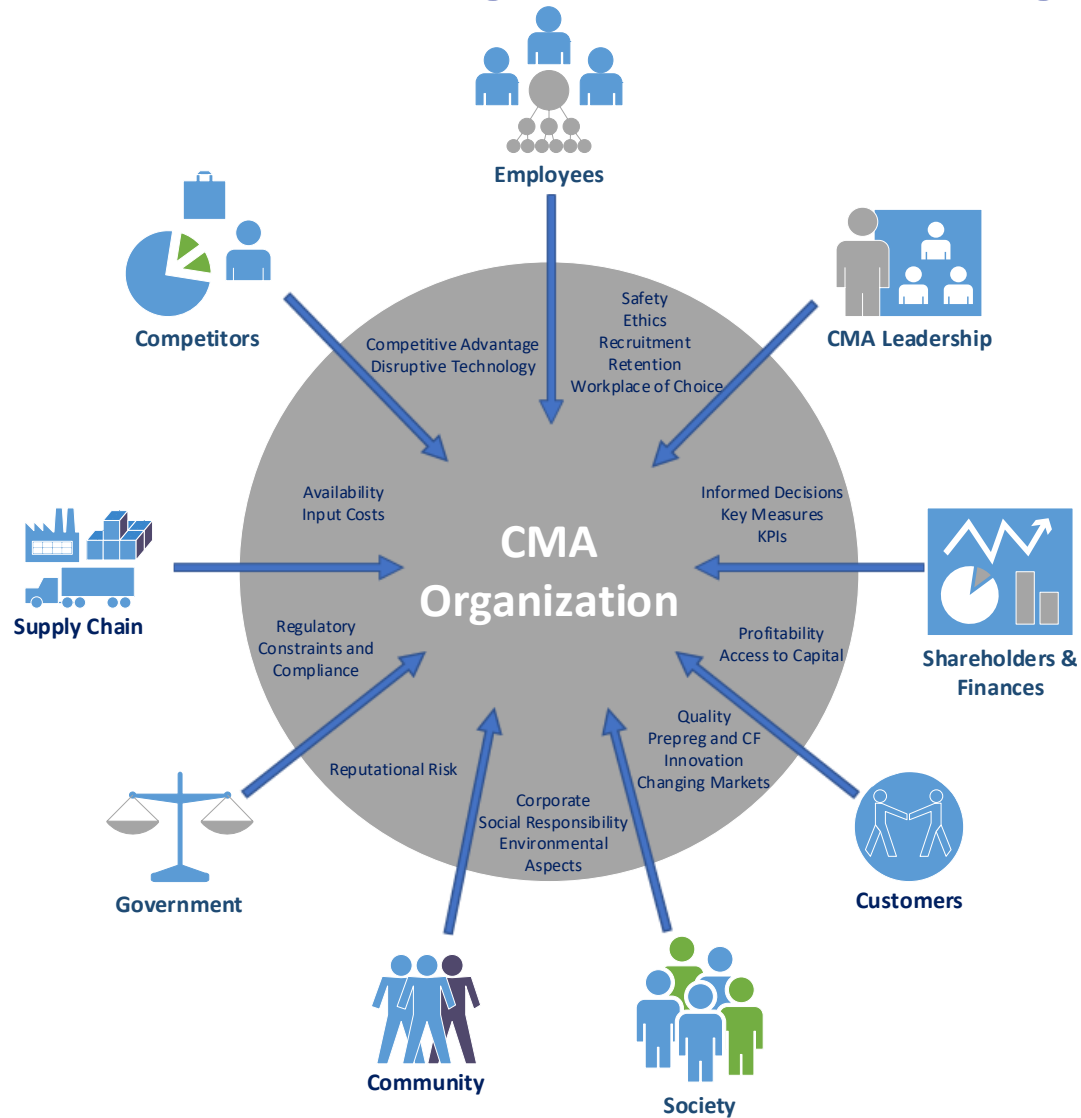 Employees
Competitors
CMA Leadership
Safety
Ethics
Recruitment
Retention
Workplace of Choice
Competitive Advantage
Disruptive Technology
Availability
Input Costs
Informed Decisions
Key Measures
KPIs
CMA
Organization
Supply Chain
Shareholders &
Finances
Regulatory
Constraints and
Compliance
Profitability
Access to Capital
Quality
Prepreg and CF
Innovation
Changing Markets
Reputational Risk
Corporate
Social Responsibility
Environmental
Aspects
Government
Customers
Community
Society